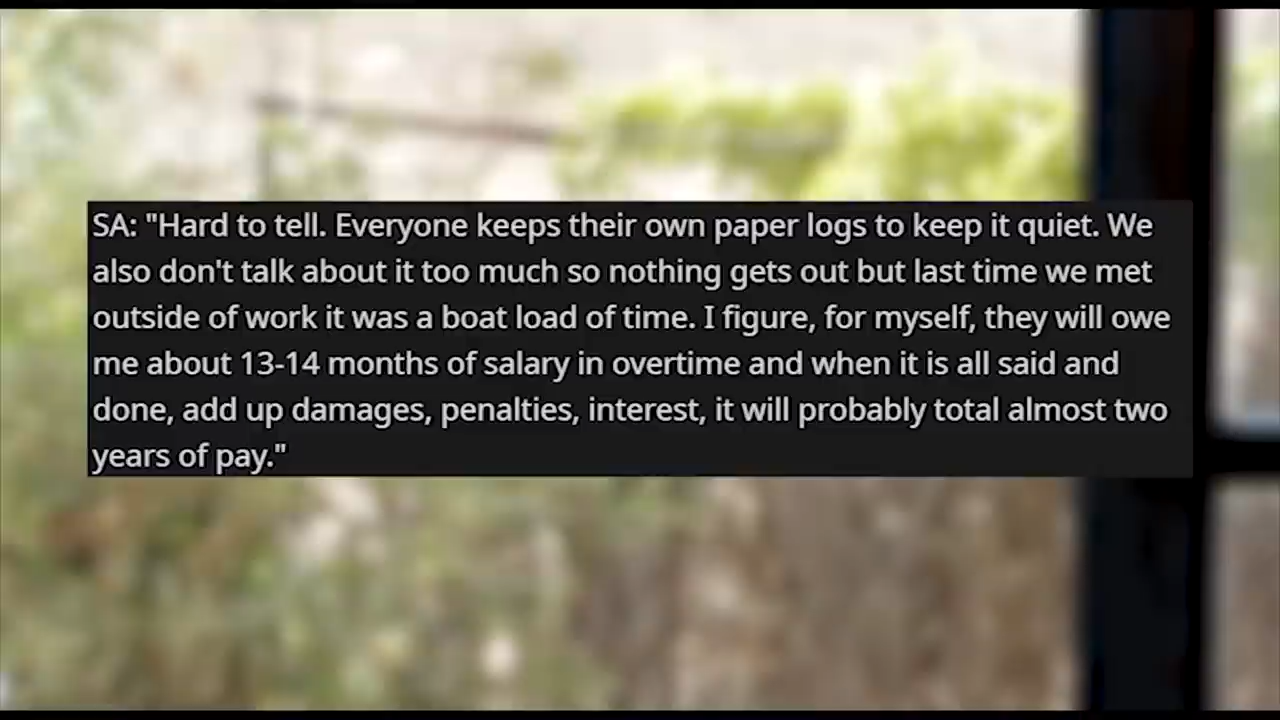 SA: "Hard to tell. Everyone keeps their own paper logs to keep it quiet. We
also don't talk about it too much so nothing gets out but last time we met
outside of work it was a boat load of time. I figure, for myself, they will owe
me about 13-14 months of salary in overtime and when it is all said and
done, add up damages, penalties, interest, it will probably total almost two
years of pay."